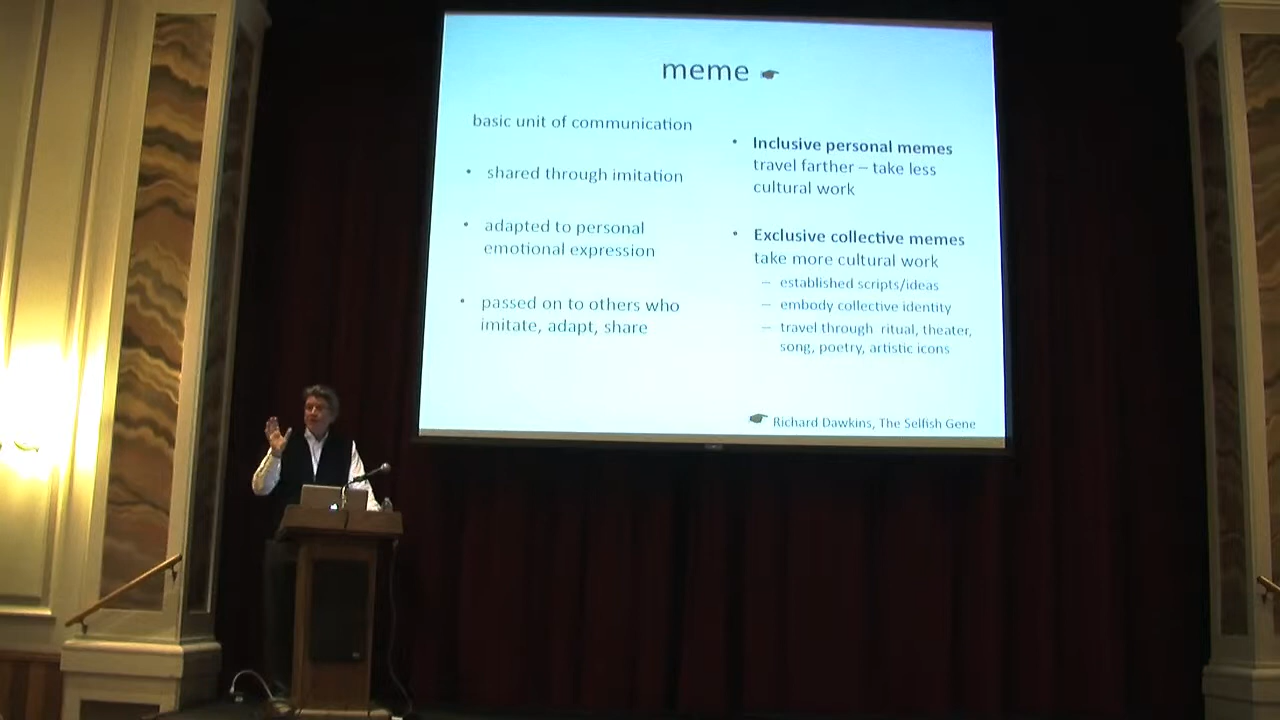 meme
basic unit of communication
• shared through imitation
• adapted to personal
emotional expression
• passed on to others who
imitate, adapt, share
• Inclusive personal memes
travel farther – take less
cultural work
• Exclusive collective memes
take more cultural work
– established scripts/ideas
– embody collective identity
– travel through ritual, theater,
song, poetry, artistic icons
Richard Dawkins, The Selfish Gene